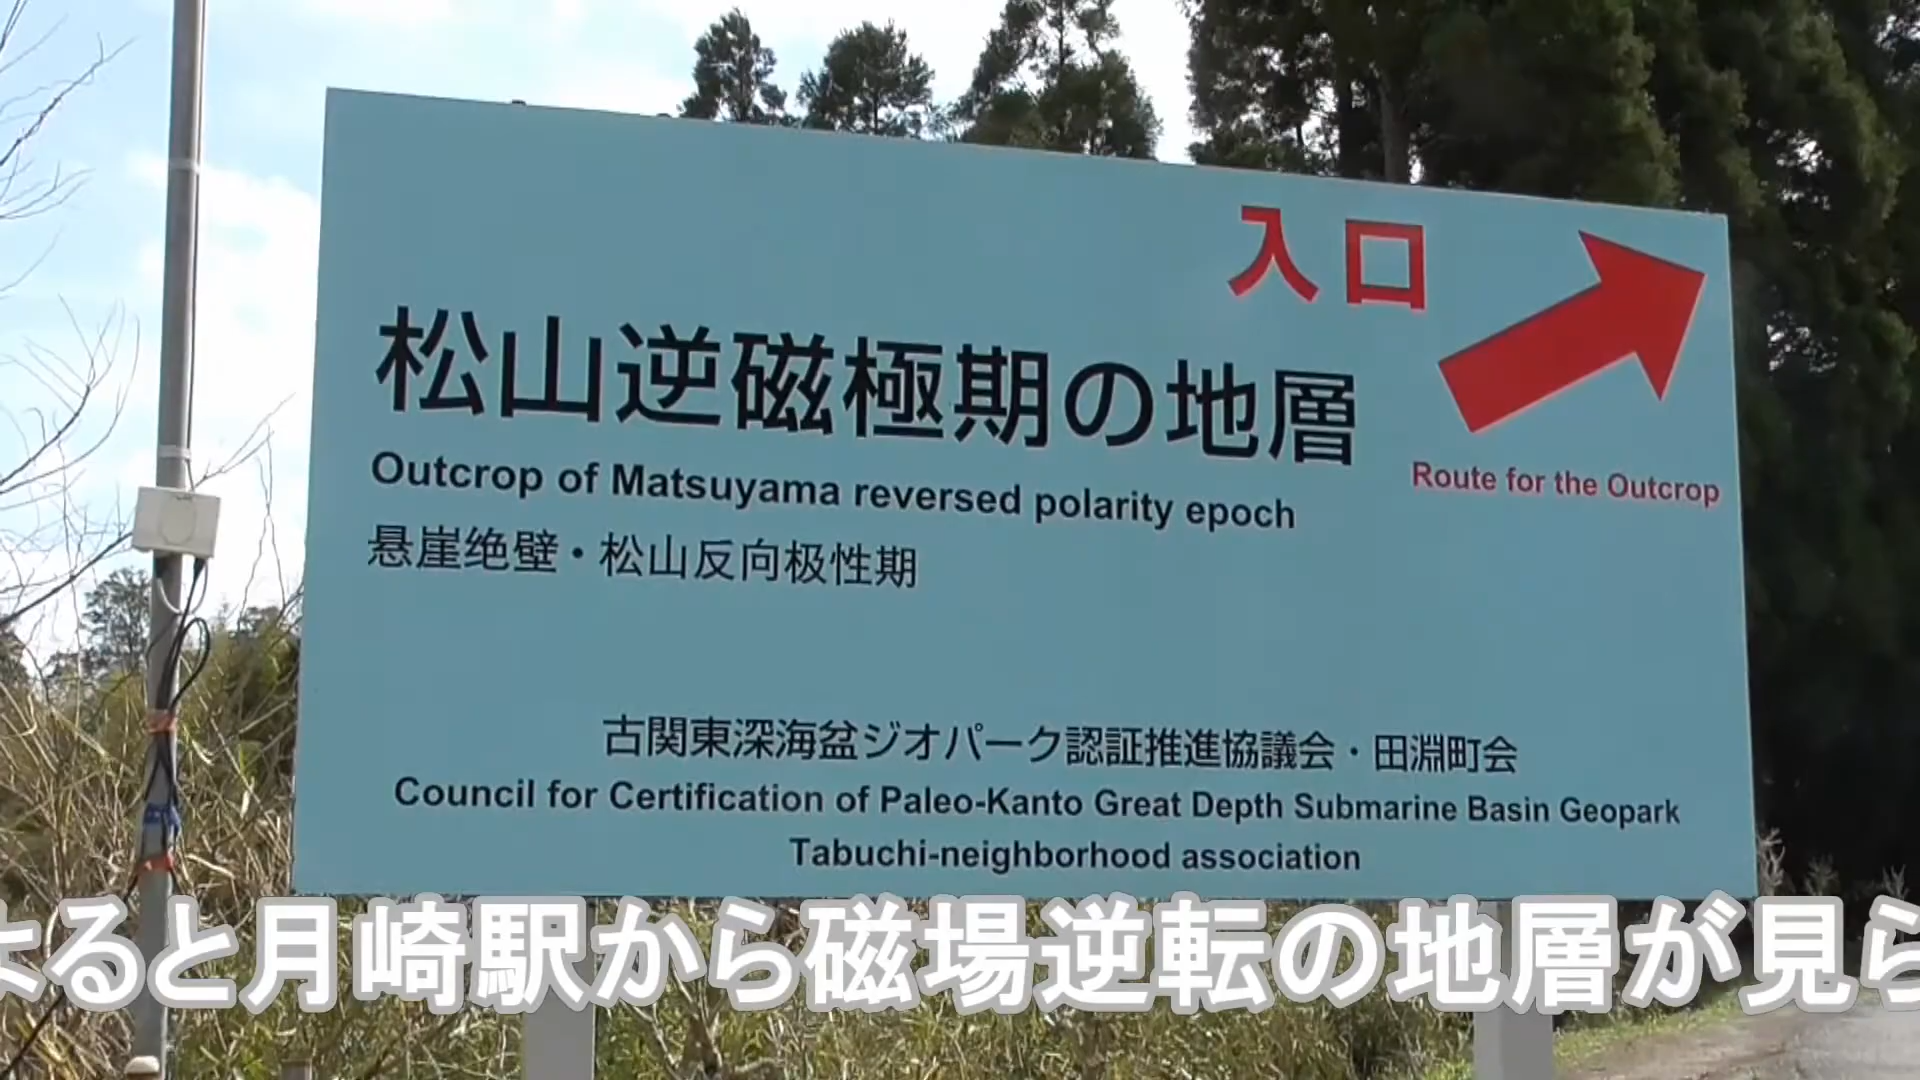 入口
松山逆磁極期の地層
Outcrop of Matsuyama reversed polarity epoch
Route for the Outcrop
悬崖绝壁・松山反向极性期
古関東深海盆ジオパーク認証推進協議会・田淵町会
Council for Certification of Paleo-Kanto Great Depth Submarine Basin Geopark
Tabuchi-neighborhood association
よると月崎駅から磁場逆転の地層が見ら